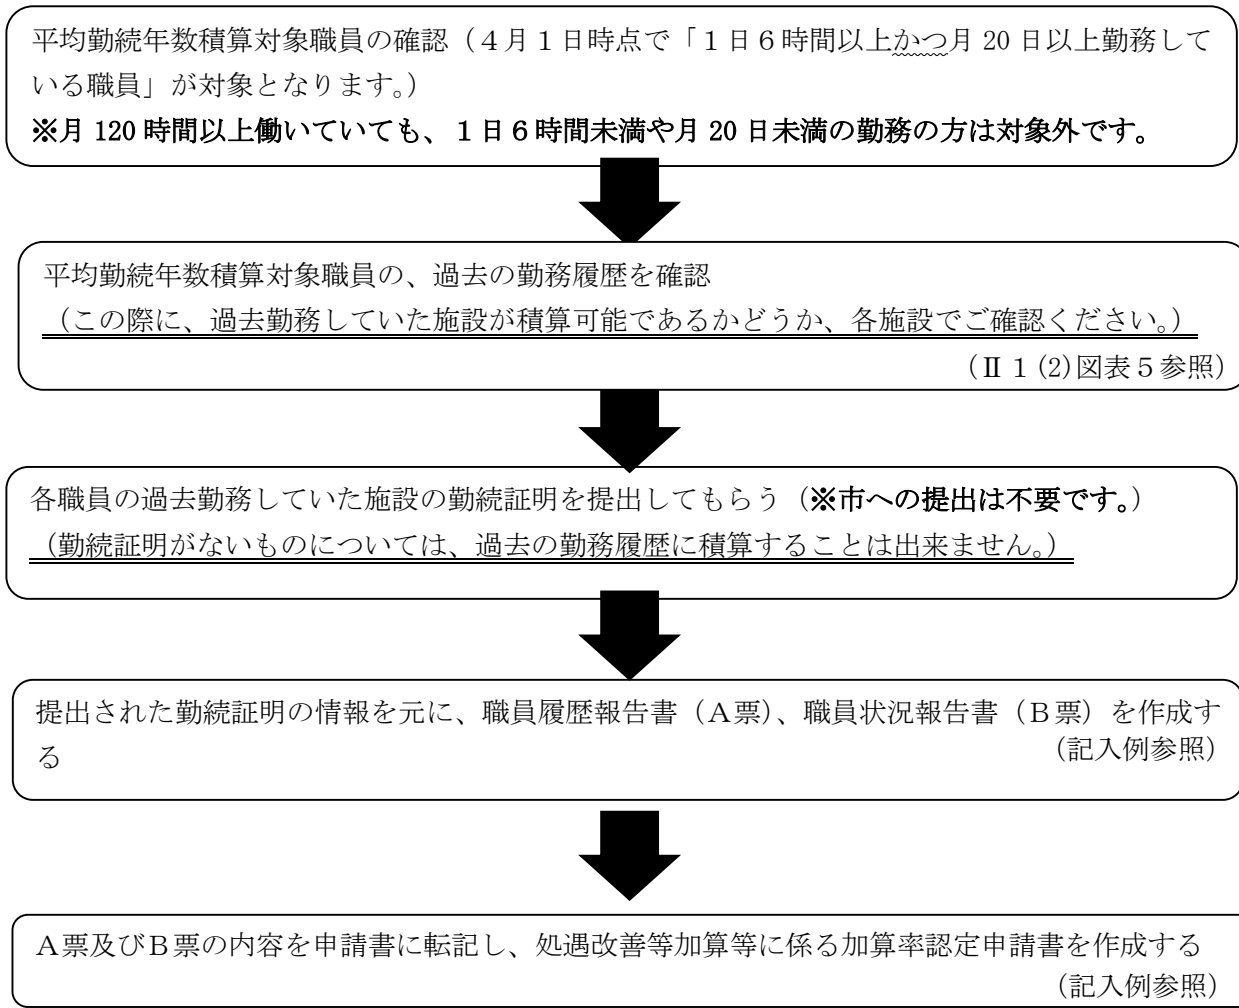 平均勤続年数積算対象職員の確認（４月１日時点で「１日６時間以上かつ月 20 日以上勤務して
いる職員」が対象となります。）
※月 120 時間以上働いていても、１日６時間未満や月 20 日未満の勤務の方は対象外です。
平均勤続年数積算対象職員の、過去の勤務履歴を確認
（この際に、過去勤務していた施設が積算可能であるかどうか、各施設でご確認ください。）
（Ⅱ１(2)図表５参照）
各職員の過去勤務していた施設の勤続証明を提出してもらう（※市への提出は不要です。）
（勤続証明がないものについては、過去の勤務履歴に積算することは出来ません。）
提出された勤続証明の情報を元に、職員履歴報告書（Ａ票）、職員状況報告書（Ｂ票）を作成す
る
（記入例参照）
Ａ票及びＢ票の内容を申請書に転記し、処遇改善等加算等に係る加算率認定申請書を作成する
（記入例参照）